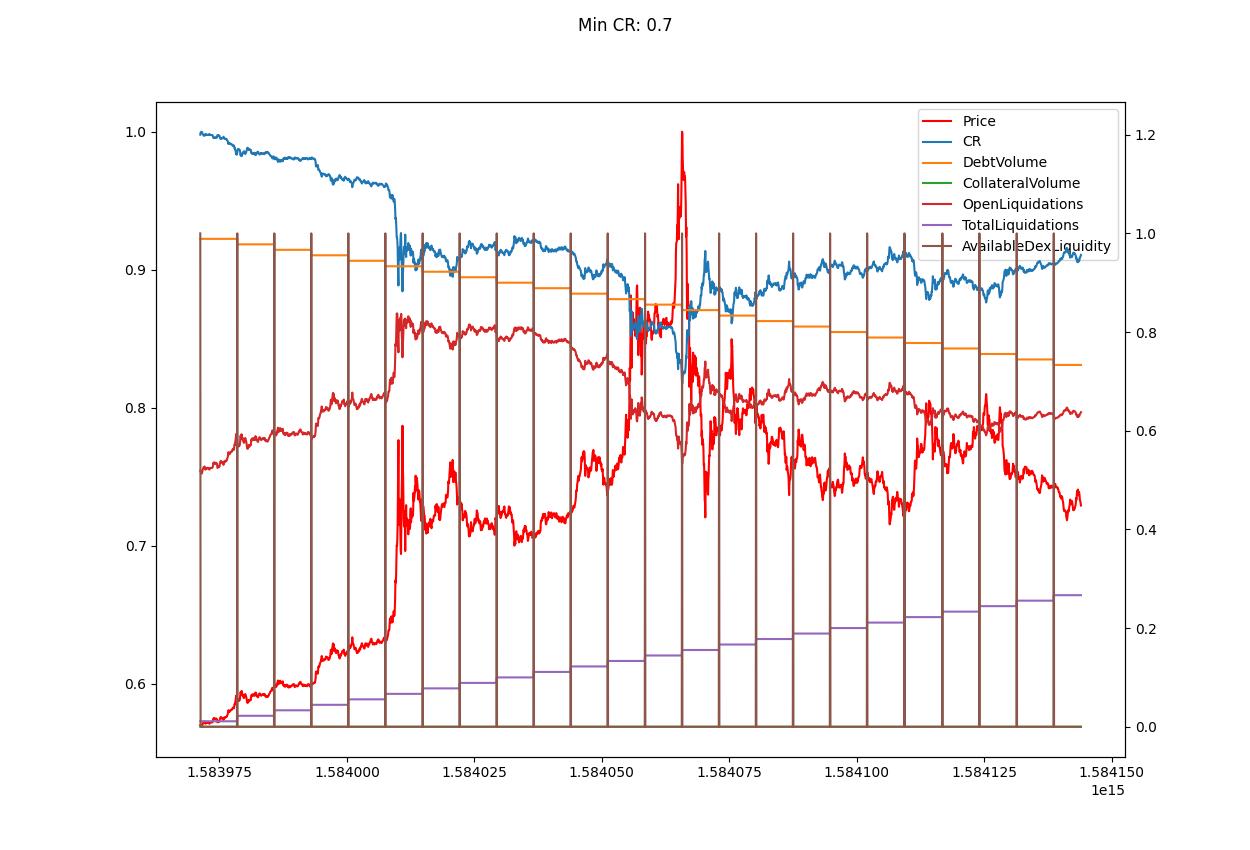 Min CR: 0.7
Price
CR
DebtVolume
CollateralVolume
OpenLiquidations
TotalLiquidations
AvailableDexLiquidity
1.0
0.9
0.8
0.7
0.6
1.2
1.0
0.8
0.6
0.4
0.2
0.0
1.583975 1.584000 1.584025 1.584050 1.584075 1.584100 1.584125 1.584150
1e15